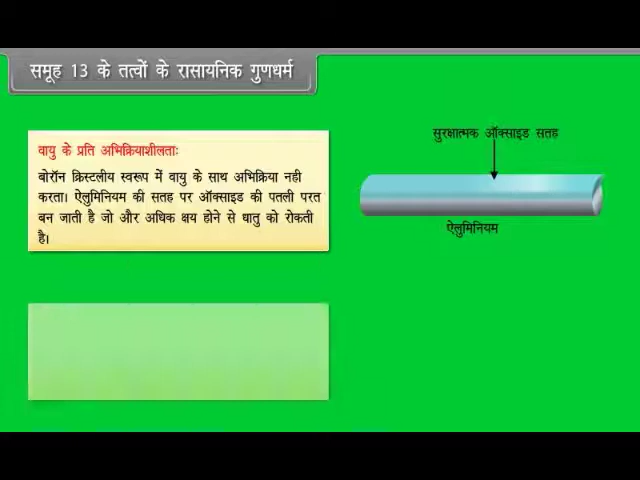 समूह 13 के तत्वों के रासायनिक गुणधर्म
वायु के प्रति अभिक्रियाशीलताः
बोरॉन क्रिस्टलीय स्वरूप में वायु के साथ अभिक्रिया नही
करता। ऐलुमिनियम की सतह पर ऑक्साइड की पतली परत
बन जाती है जो और अधिक क्षय होने से धातु को रोकती
है।
सुरक्षात्मक ऑक्साइड सतह
ऐलुमिनियम